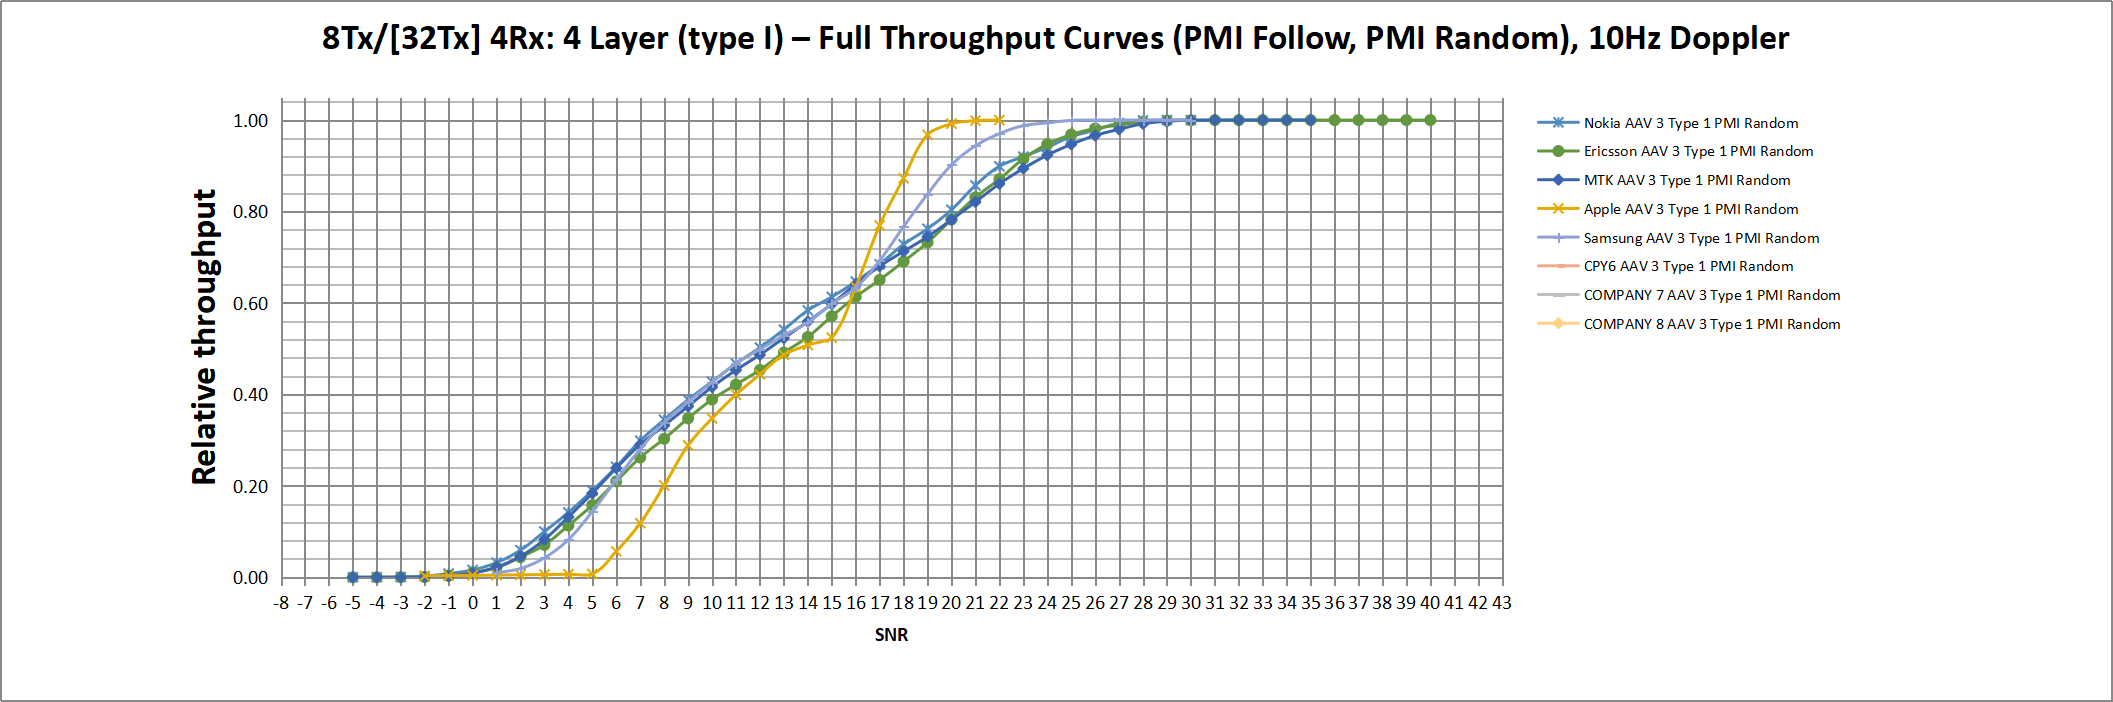 8Tx/[32Tx] 4Rx: 4 Layer (type I) – Full Throughput Curves (PMI Follow, PMI Random), 10Hz Doppler
Relative throughput
1.00
0.80
0.60
0.40
0.20
0.00
-8 -7 -6 -5 -4 -3 -2 -1 0 1 2 3 4 5 6 7 8 9 10 11 12 13 14 15 16 17 18 19 20 21 22 23 24 25 26 27 28 29 30 31 32 33 34 35 36 37 38 39 40 41 42 43
SNR
Nokia AAV 3 Type 1 PMI Random
Ericsson AAV 3 Type 1 PMI Random
MTK AAV 3 Type 1 PMI Random
Apple AAV 3 Type 1 PMI Random
Samsung AAV 3 Type 1 PMI Random
CPY6 AAV 3 Type 1 PMI Random
COMPANY 7 AAV 3 Type 1 PMI Random
COMPANY 8 AAV 3 Type 1 PMI Random